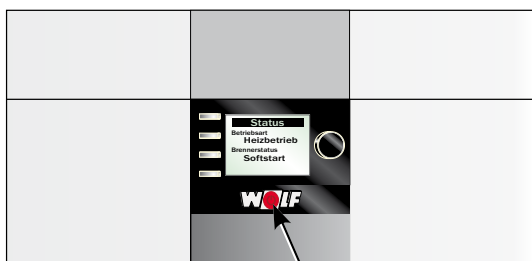 Status
Betriebsart
Heizbetrieb
Brennerstatus
Softstart
WOLF